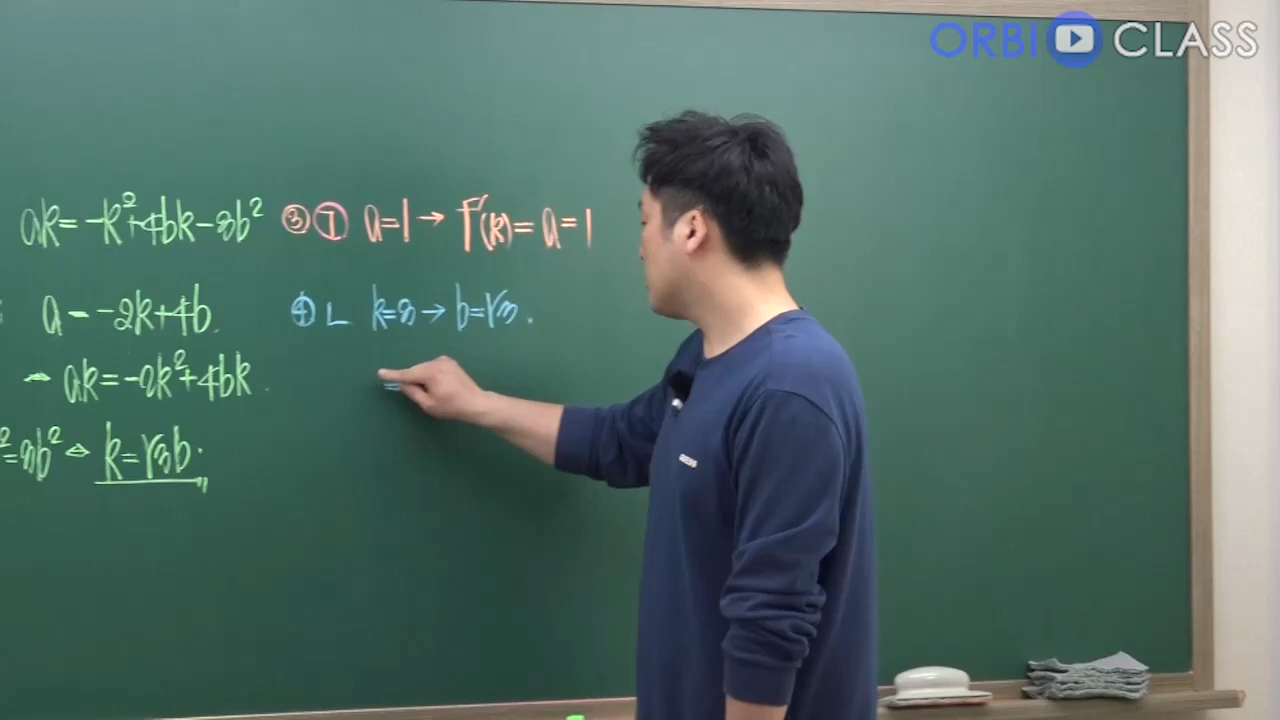 ORBI CLASS
ak=-k²+4bk-3b²
a=-2k+4b.
→ ak=-2k²+4bk.
²=3b² → k=√3b.
③ ㄱ a=1 → f'(k)=a=1
④ ㄴ k=3 → b=√3.